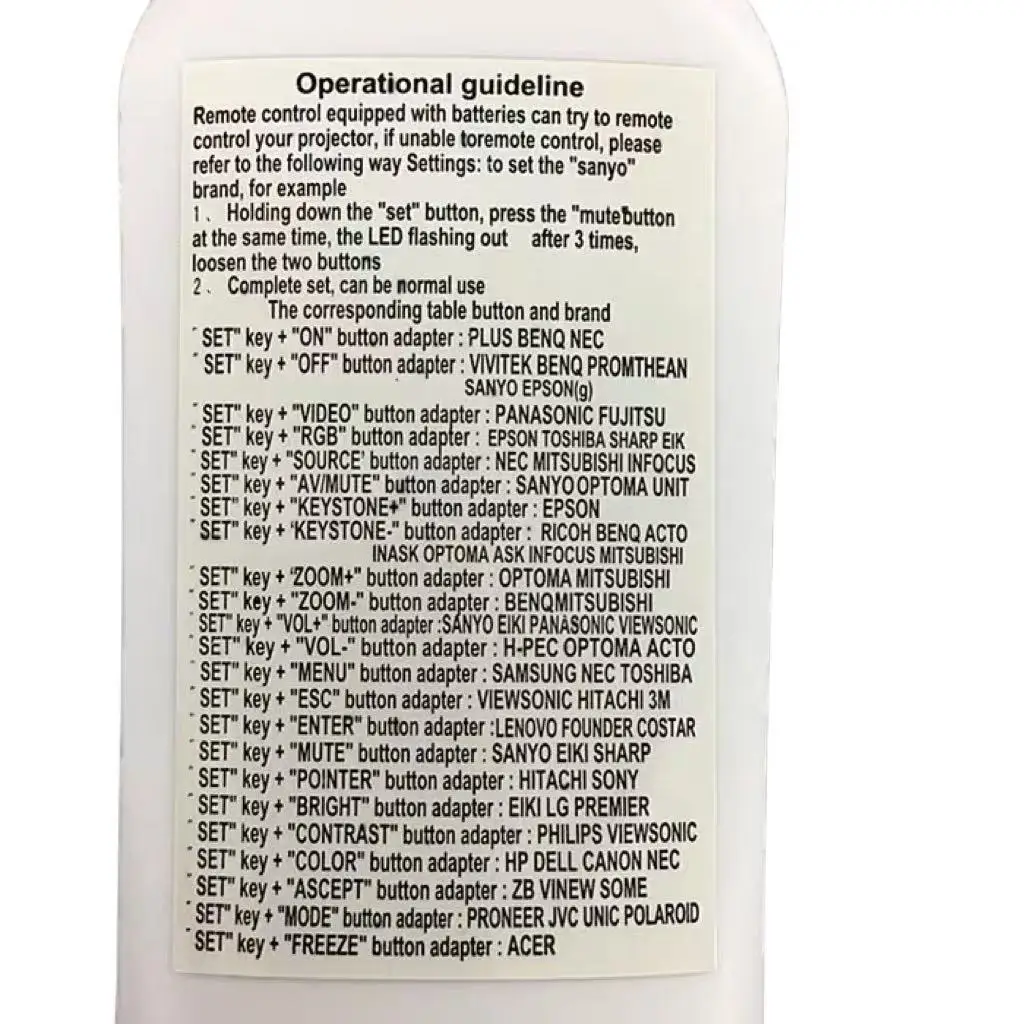 Operational guideline
Remote control equipped with batteries can try to remote
control your projector, if unable toremote control, please
refer to the following way Settings: to set the "sanyo"
brand, for example
1、 Holding down the "set" button, press the "mute"button
at the same time, the LED flashing out after 3 times,
loosen the two buttons
2、 Complete set, can be normal use
The corresponding table button and brand
"SET" key + "ON" button adapter : PLUS BENQ NEC
"SET" key + "OFF" button adapter : VIVITEK BENQ PROMTHEAN
SANYO EPSON(g)
"SET" key + "VIDEO" button adapter : PANASONIC FUJITSU
"SET" key + "RGB" button adapter : EPSON TOSHIBA SHARP EIK
"SET" key + "SOURCE' button adapter : NEC MITSUBISHI INFOCUS
"SET" key + "AV/MUTE" button adapter : SANYO OPTOMA UNIT
"SET" key + "KEYSTONE+" button adapter : EPSON
"SET" key + 'KEYSTONE-" button adapter : RICOH BENQ ACTO
INASK OPTOMA ASK INFOCUS MITSUBISHI
"SET" key + 'ZOOM+" button adapter : OPTOMA MITSUBISHI
"SET" key + "ZOOM-" button adapter : BENQMITSUBISHI
"SET" key + "VOL+" button adapter :SANYO EIKI PANASONIC VIEWSONIC
"SET" key + "VOL-" button adapter : H-PEC OPTOMA ACTO
"SET" key + "MENU" button adapter : SAMSUNG NEC TOSHIBA
"SET" key + "ESC" button adapter : VIEWSONIC HITACHI 3M
"SET" key + "ENTER" button adapter :LENOVO FOUNDER COSTAR
"SET" key + "MUTE" button adapter : SANYO EIKI SHARP
"SET" key + "POINTER" button adapter : HITACHI SONY
"SET" key + "BRIGHT" button adapter : EIKI LG PREMIER
"SET" key + "CONTRAST" button adapter : PHILIPS VIEWSONIC
"SET" key + "COLOR" button adapter : HP DELL CANON NEC
"SET" key + "ASCEPT" button adapter : ZB VINEW SOME
"SET" key + "MODE" button adapter : PRONEER JVC UNIC POLAROID
"SET" key + "FREEZE" button adapter : ACER